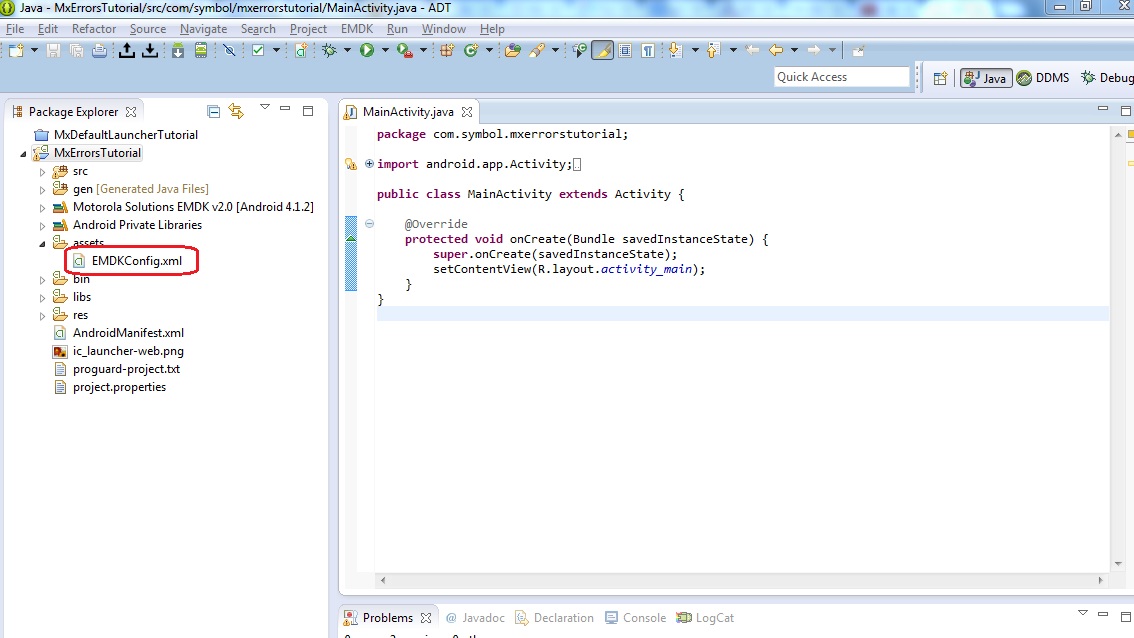 Java - MxErrorsTutorial/src/com/symbol/mxerrorstutorial/MainActivity.java - ADT
File Edit Refactor Source Navigate Search Project EMDK Run Window Help
Quick Access
Java DDMS Debug
Package Explorer
MxDefaultLauncherTutorial
MxErrorsTutorial
src
gen [Generated Java Files]
Motorola Solutions EMDK v2.0 [Android 4.1.2]
Android Private Libraries
assets
EMDKConfig.xml
bin
libs
res
AndroidManifest.xml
ic_launcher-web.png
proguard-project.txt
project.properties
MainActivity.java
package com.symbol.mxerrorstutorial;
import android.app.Activity;
public class MainActivity extends Activity {
@Override
protected void onCreate(Bundle savedInstanceState) {
super.onCreate(savedInstanceState);
setContentView(R.layout.activity_main);
}
}
Problems Javadoc Declaration Console LogCat